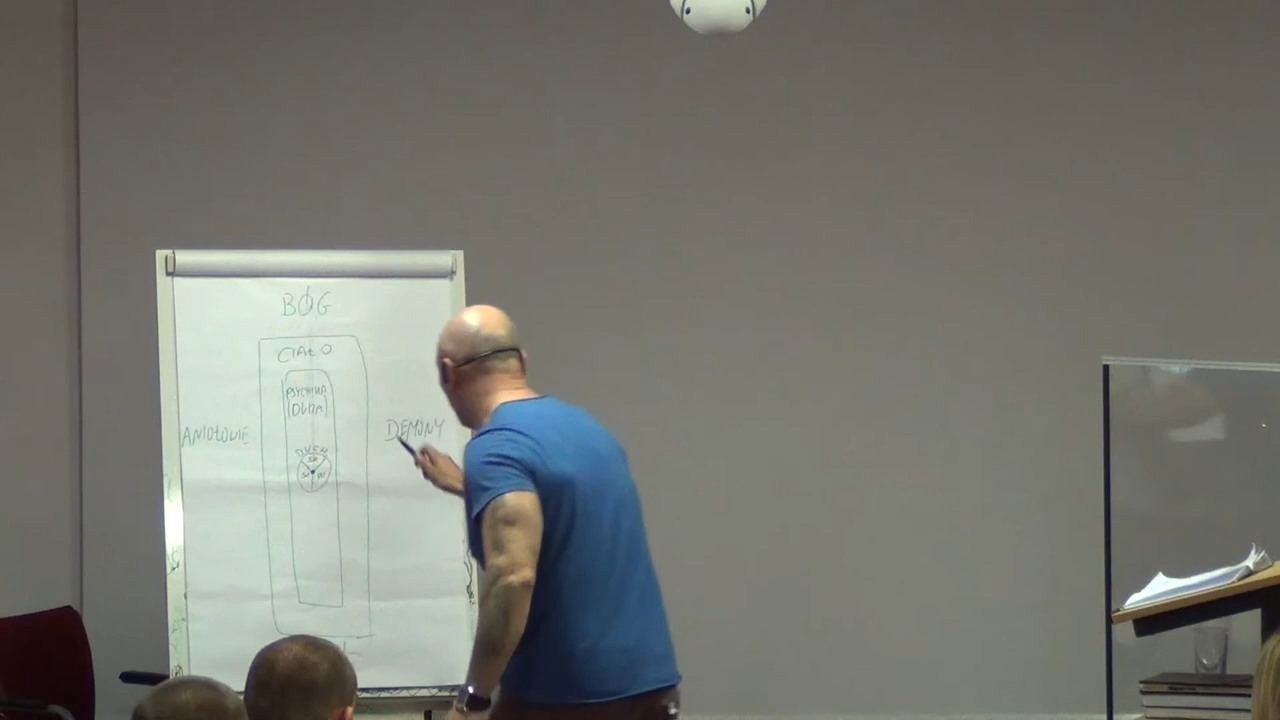 BÓG
CIAŁO
PSYCHIKA
(DUSZA)
ANIOŁOWIE
DEMONY
DUCH